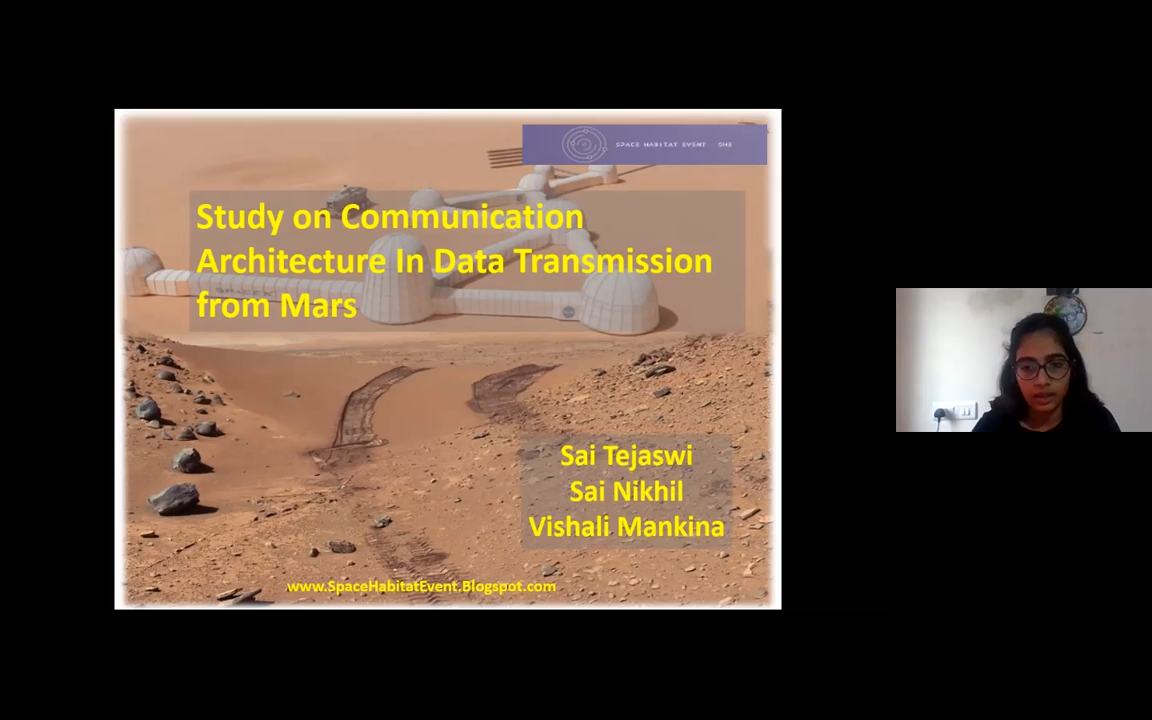 SPACE HABITAT EVENT SHE
Study on Communication
Architecture In Data Transmission
from Mars
Sai Tejaswi
Sai Nikhil
Vishali Mankina
www.SpaceHabitatEvent.Blogspot.com